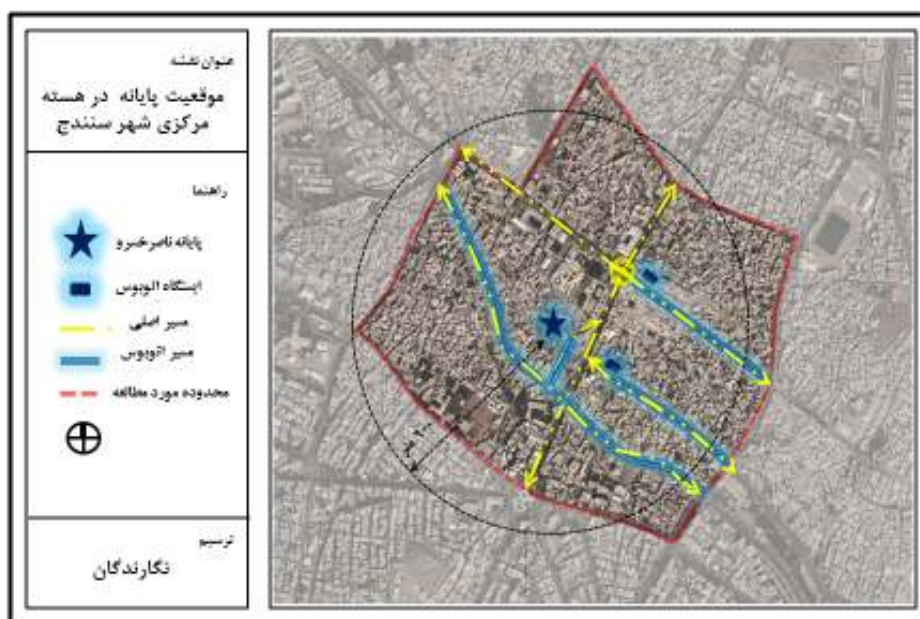 عنوان نقشه
موقعیت پایانه در هسته
مرکزی شهر سنندج
راهنما
پایانه ناصرخسرو
ایستگاه اتوبوس
مسیر اصلی
مسیر اتوبوس
محدوده مورد مطالعه
ترسیم
نگارندگان